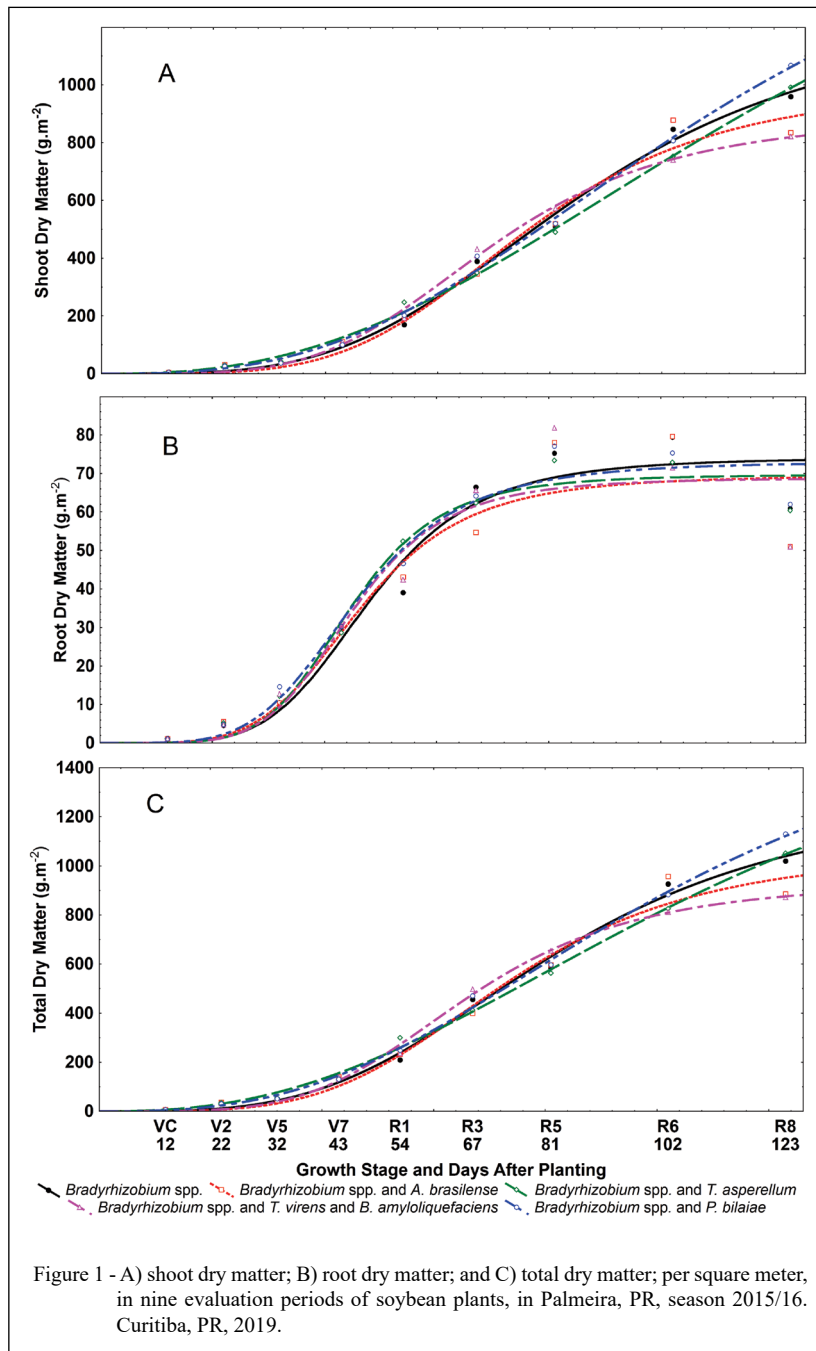 A
Shoot Dry Matter (g.m-2)
1000
800
600
400
200
0
B
Root Dry Matter (g.m-2)
80
70
60
50
40
30
20
10
0
C
Total Dry Matter (g.m-2)
1400
1200
1000
800
600
400
200
0
VC V2 V5 V7 R1 R3 R5 R6 R8
12 22 32 43 54 67 81 102 123
Growth Stage and Days After Planting
Bradyrhizobium spp. Bradyrhizobium spp. and A. brasilense Bradyrhizobium spp. and T. asperellum
Bradyrhizobium spp. and T. virens and B. amyloliquefaciens Bradyrhizobium spp. and P. bilaiae
Figure 1 - A) shoot dry matter; B) root dry matter; and C) total dry matter; per square meter,
in nine evaluation periods of soybean plants, in Palmeira, PR, season 2015/16.
Curitiba, PR, 2019.